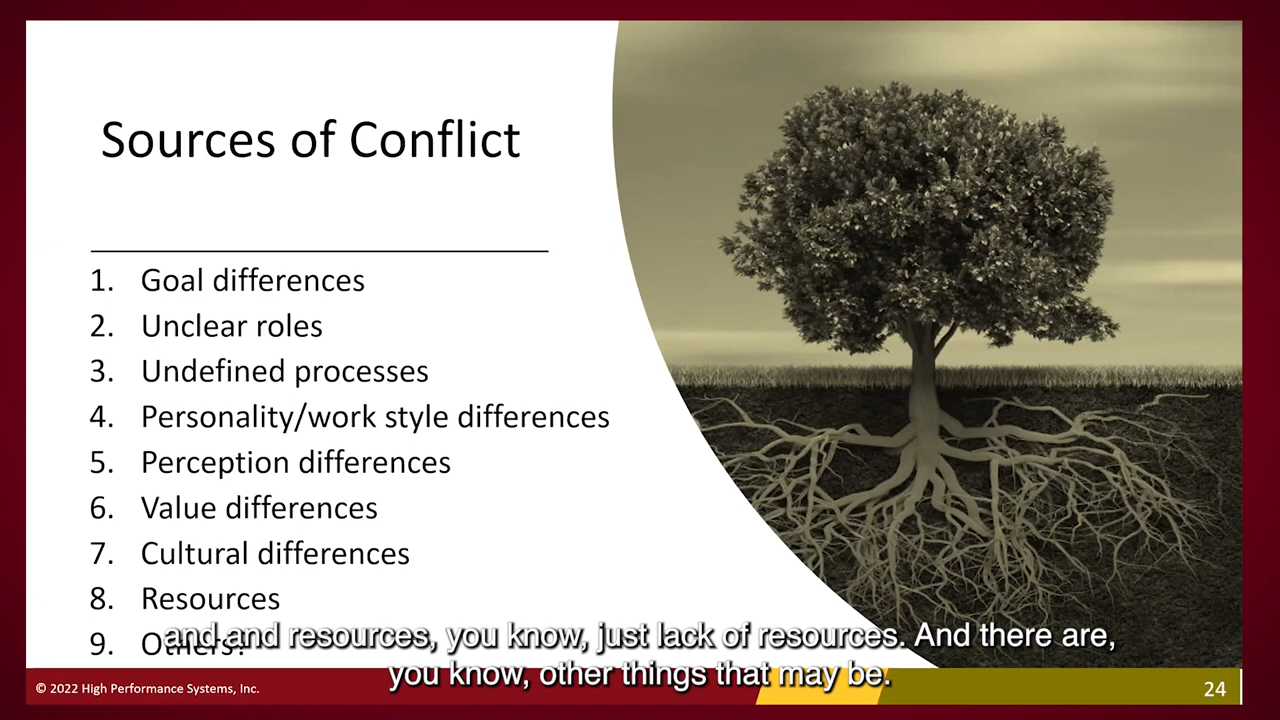 Sources of Conflict
1. Goal differences
2. Unclear roles
3. Undefined processes
4. Personality/work style differences
5. Perception differences
6. Value differences
7. Cultural differences
8. Resources
9. Others?
and and resources, you know, just lack of resources. And there are,
you know, other things that may be.
© 2022 High Performance Systems, Inc.
24